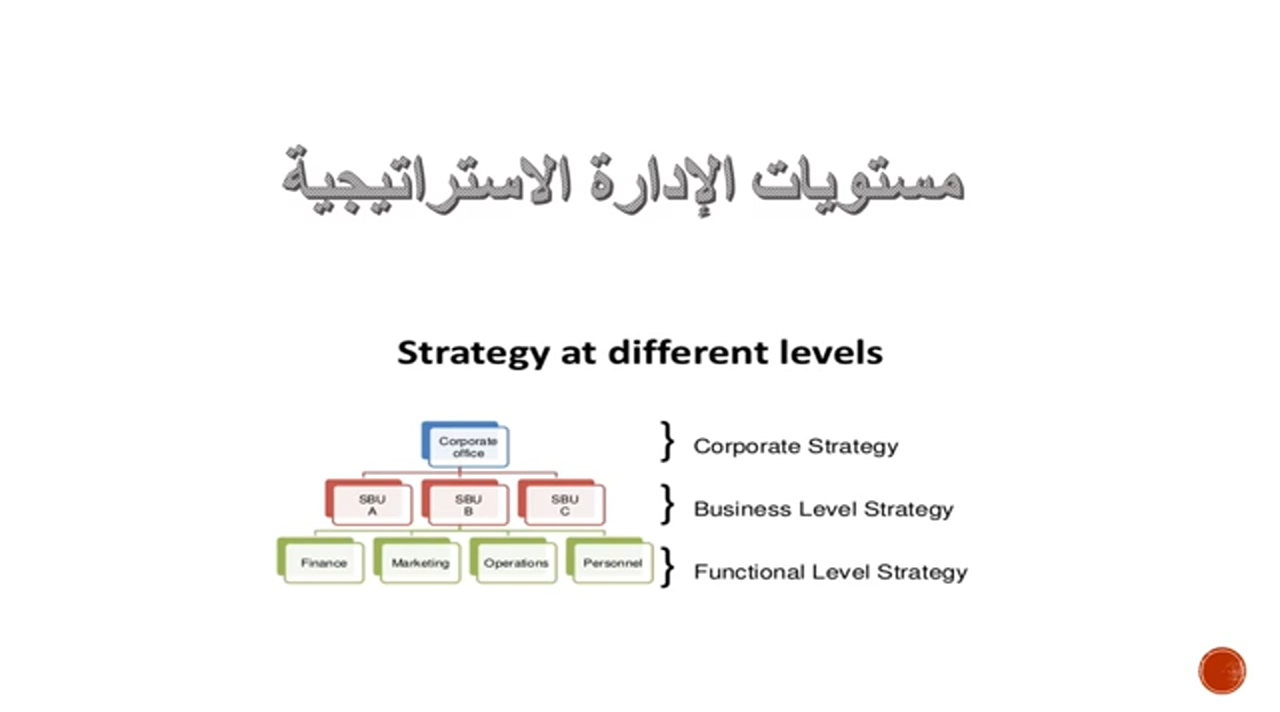 مستويات الإدارة الاستراتيجية
Strategy at different levels
Corporate
office
} Corporate Strategy
SBU
A
SBU
B
SBU
C
} Business Level Strategy
Finance
Marketing
Operations
Personnel
} Functional Level Strategy